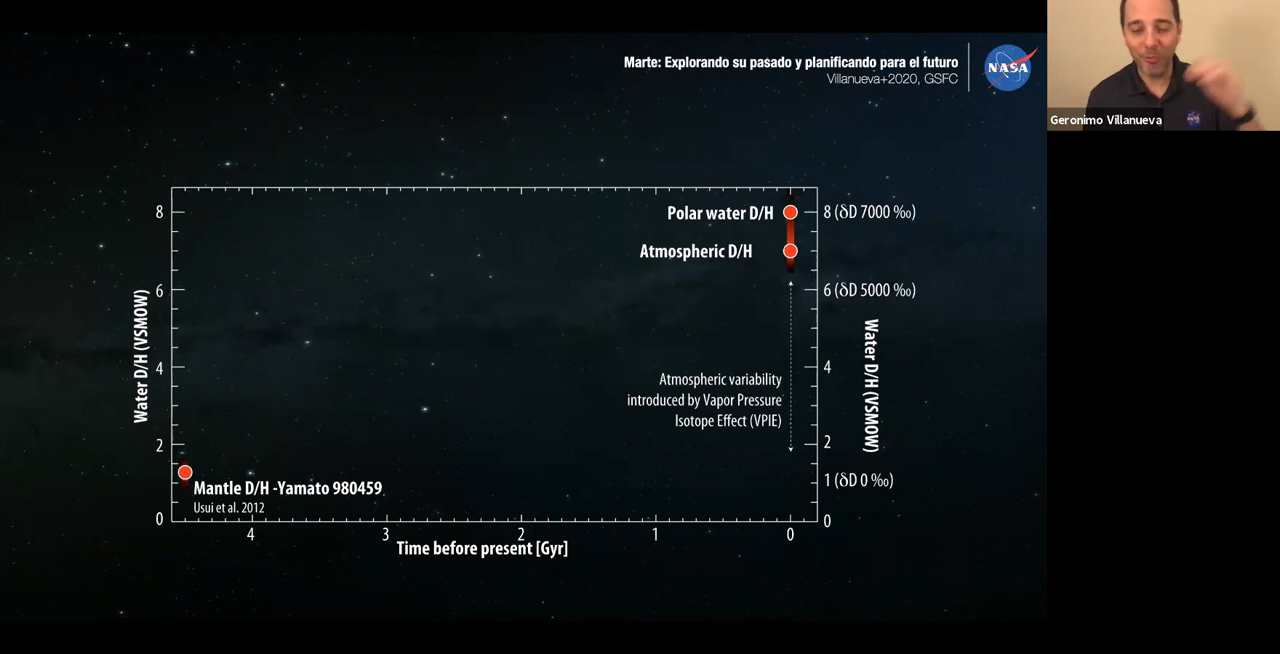 Marte: Explorando su pasado y planificando para el futuro
Villanueva+2020, GSFC
NASA
Geronimo Villanueva
Polar water D/H
Atmospheric D/H
8 (δD 7000 ‰)
6 (δD 5000 ‰)
4
2
1 (δD 0 ‰)
0
Water D/H (VSMOW)
8
6
4
2
0
Water D/H (VSMOW)
Atmospheric variability
introduced by Vapor Pressure
Isotope Effect (VPIE)
Mantle D/H -Yamato 980459
Usui et al. 2012
4 3 2 1 0
Time before present [Gyr]